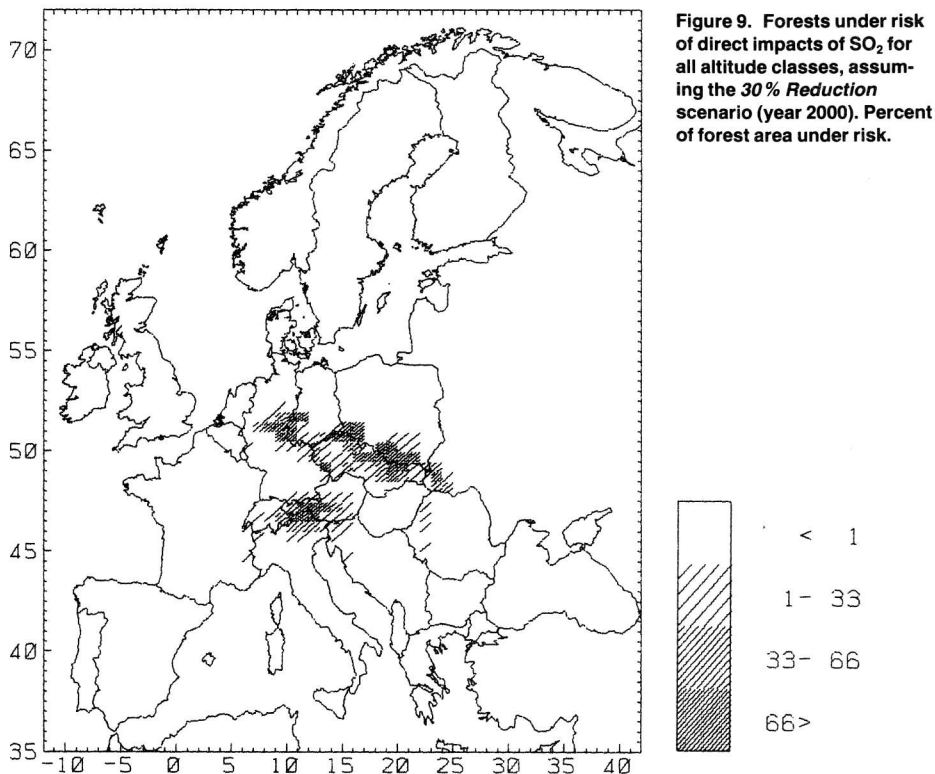 Figure 9. Forests under risk
of direct impacts of SO₂ for
all altitude classes, assum-
ing the 30 % Reduction
scenario (year 2000). Percent
of forest area under risk.
70
65
60
55
50
45
40
35
-10 -5 0 5 10 15 20 25 30 35 40
< 1
1- 33
33- 66
66>